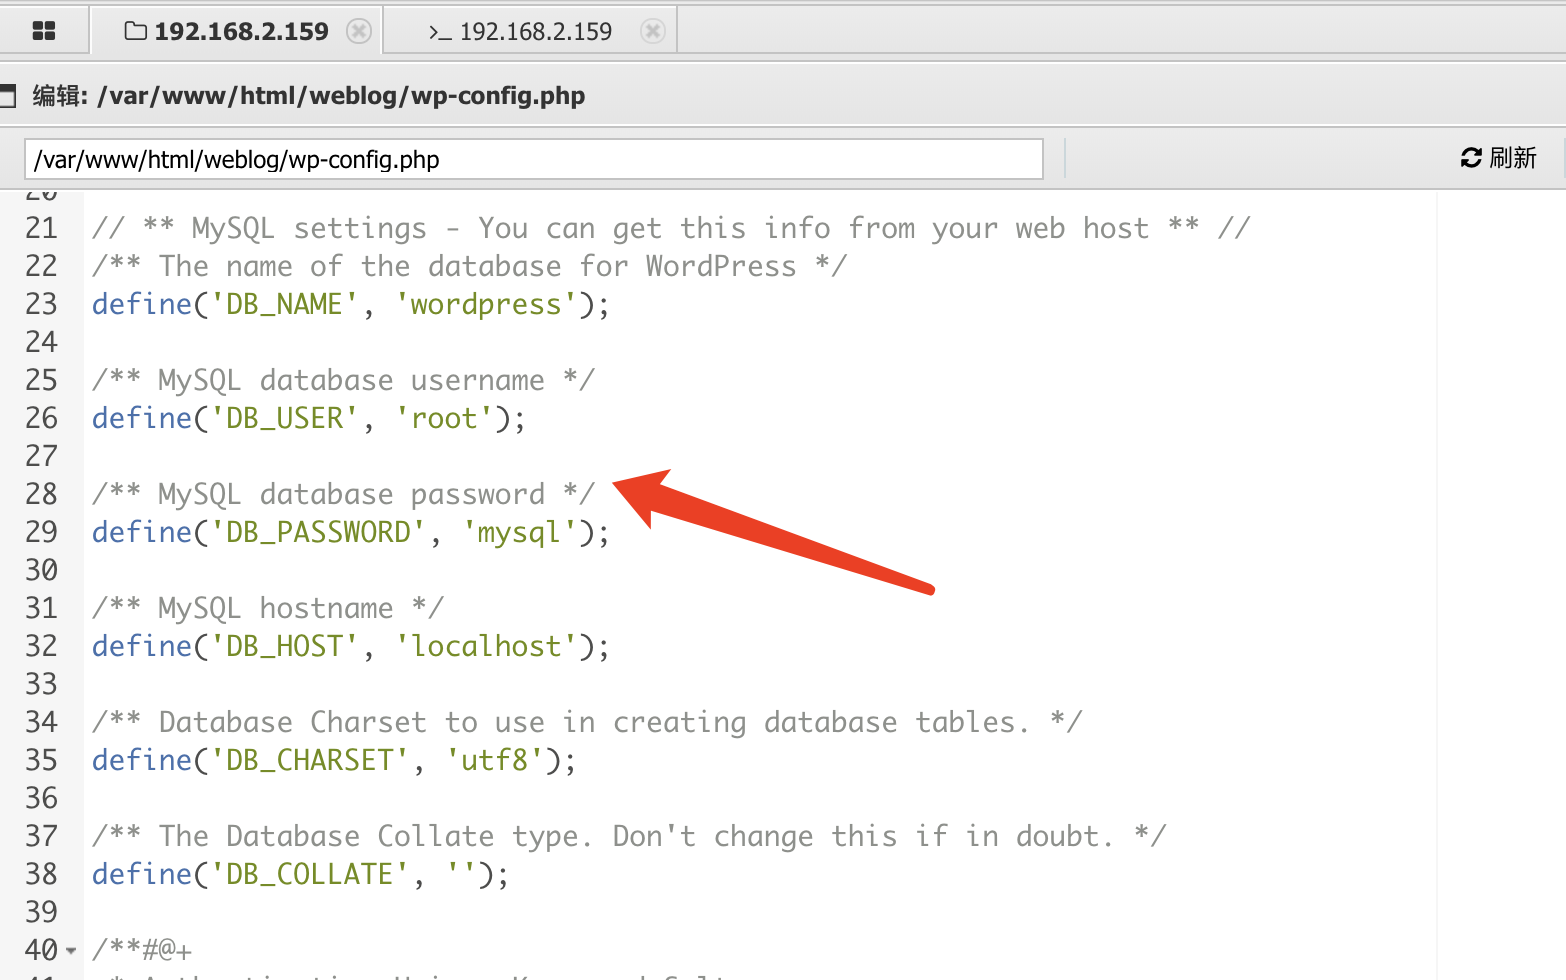 192.168.2.159
>_ 192.168.2.159
编辑: /var/www/html/weblog/wp-config.php
/var/www/html/weblog/wp-config.php
刷新
20
21 // ** MySQL settings - You can get this info from your web host ** //
22 /** The name of the database for WordPress */
23 define('DB_NAME', 'wordpress');
24
25 /** MySQL database username */
26 define('DB_USER', 'root');
27
28 /** MySQL database password */
29 define('DB_PASSWORD', 'mysql');
30
31 /** MySQL hostname */
32 define('DB_HOST', 'localhost');
33
34 /** Database Charset to use in creating database tables. */
35 define('DB_CHARSET', 'utf8');
36
37 /** The Database Collate type. Don't change this if in doubt. */
38 define('DB_COLLATE', '');
39
40 /**#@+